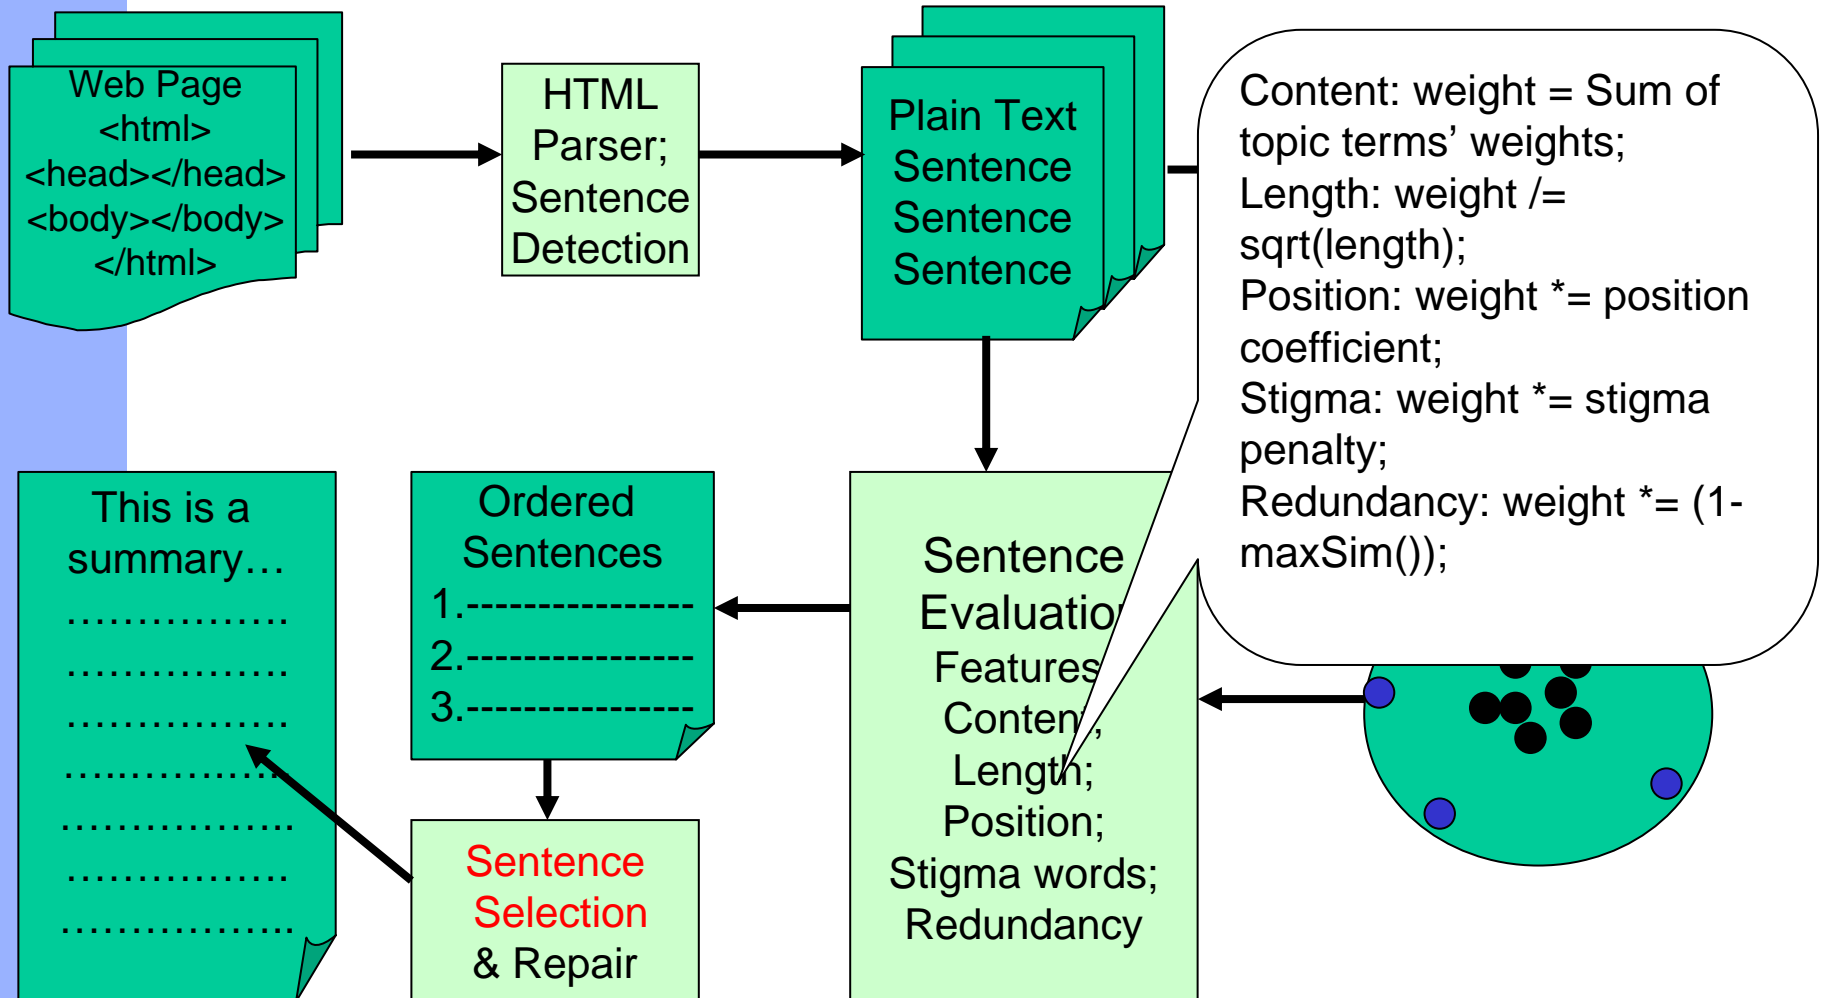 Web Page
<html>
<head></head>
<body></body>
</html>
HTML
Parser;
Sentence
Detection
Plain Text
Sentence
Sentence
Sentence
Content: weight = Sum of
topic terms’ weights;
Length: weight /=
sqrt(length);
Position: weight *= position
coefficient;
Stigma: weight *= stigma
penalty;
Redundancy: weight *= (1-
maxSim());
This is a
summary…
…………….
…………….
…………….
…..………….
……………..
…………….
……………..
Ordered
Sentences
1.----------------
2.----------------
3.----------------
Sentence
Selection
& Repair
Sentence
Evaluation
Features
Content;
Length;
Position;
Stigma words;
Redundancy